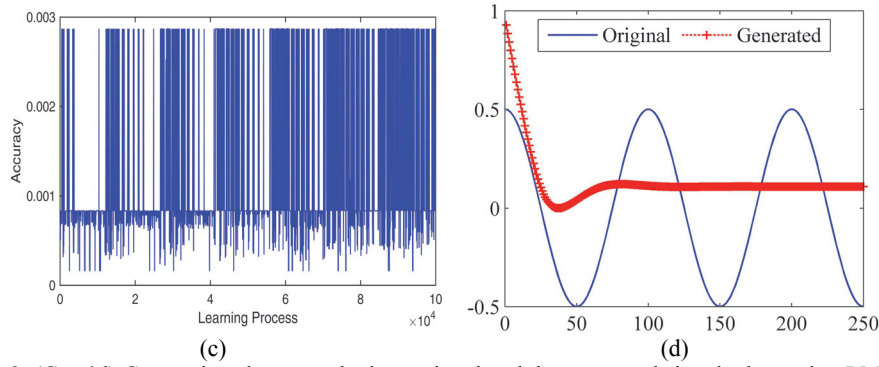 0.003
0.002
0.001
0
Accuracy
0 2 4 6 8 10
Learning Process
×10⁴
(c)
1
0.5
0
-0.5
Original Generated
0 50 100 150 200 250
(d)